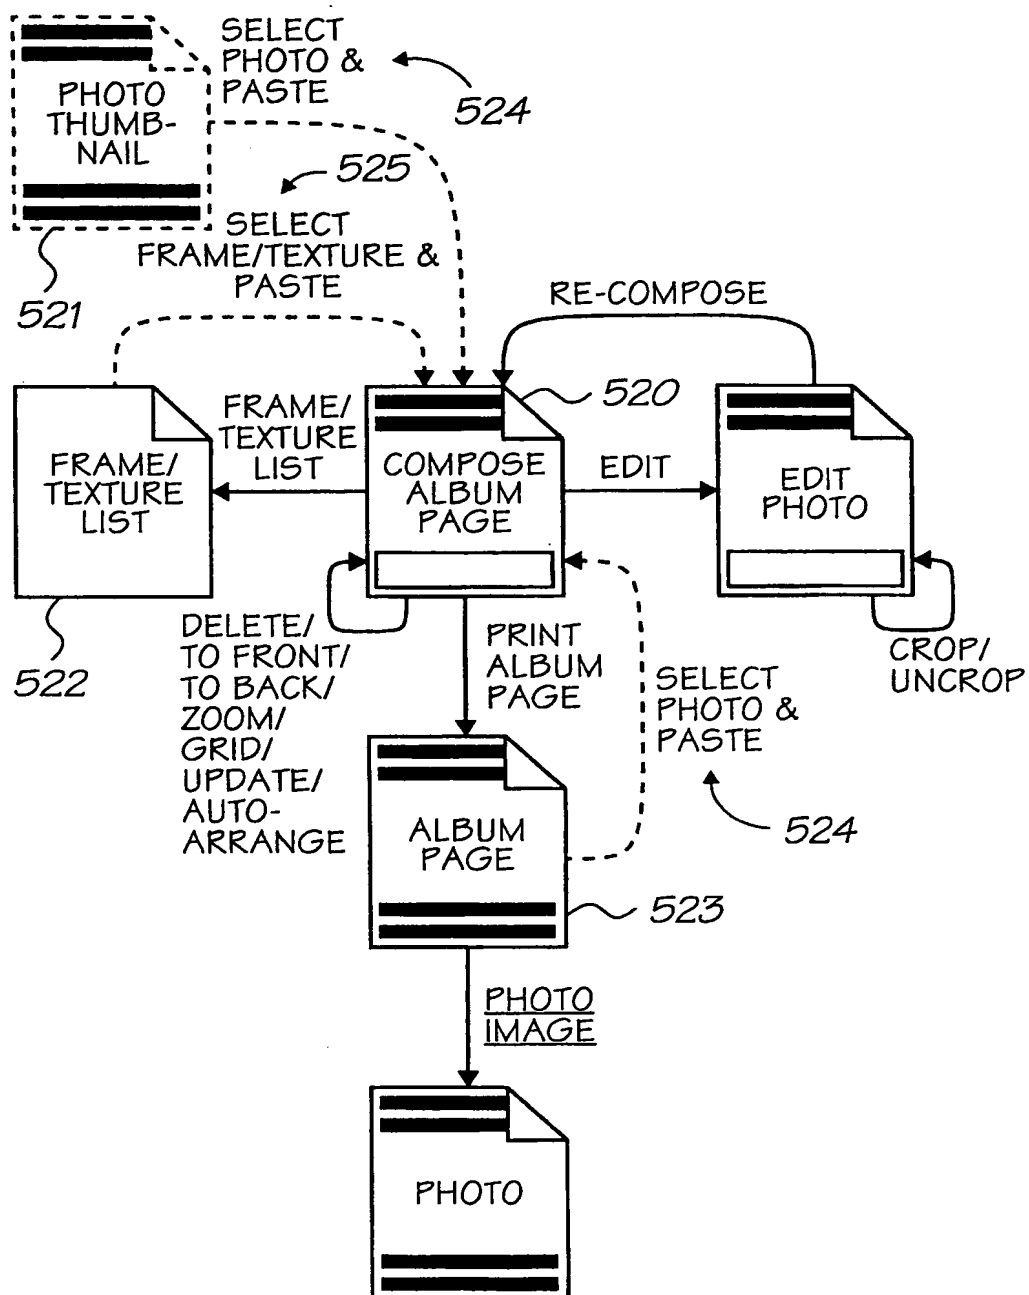 SELECT
PHOTO &
PASTE
524
PHOTO
THUMB-
NAIL
521
525
SELECT
FRAME/TEXTURE &
PASTE
RE-COMPOSE
520
FRAME/
TEXTURE
LIST
FRAME/
TEXTURE
LIST
522
COMPOSE
ALBUM
PAGE
EDIT
EDIT
PHOTO
CROP/
UNCROP
DELETE/
TO FRONT/
TO BACK/
ZOOM/
GRID/
UPDATE/
AUTO-
ARRANGE
PRINT
ALBUM
PAGE
SELECT
PHOTO &
PASTE
524
ALBUM
PAGE
523
PHOTO
IMAGE
PHOTO